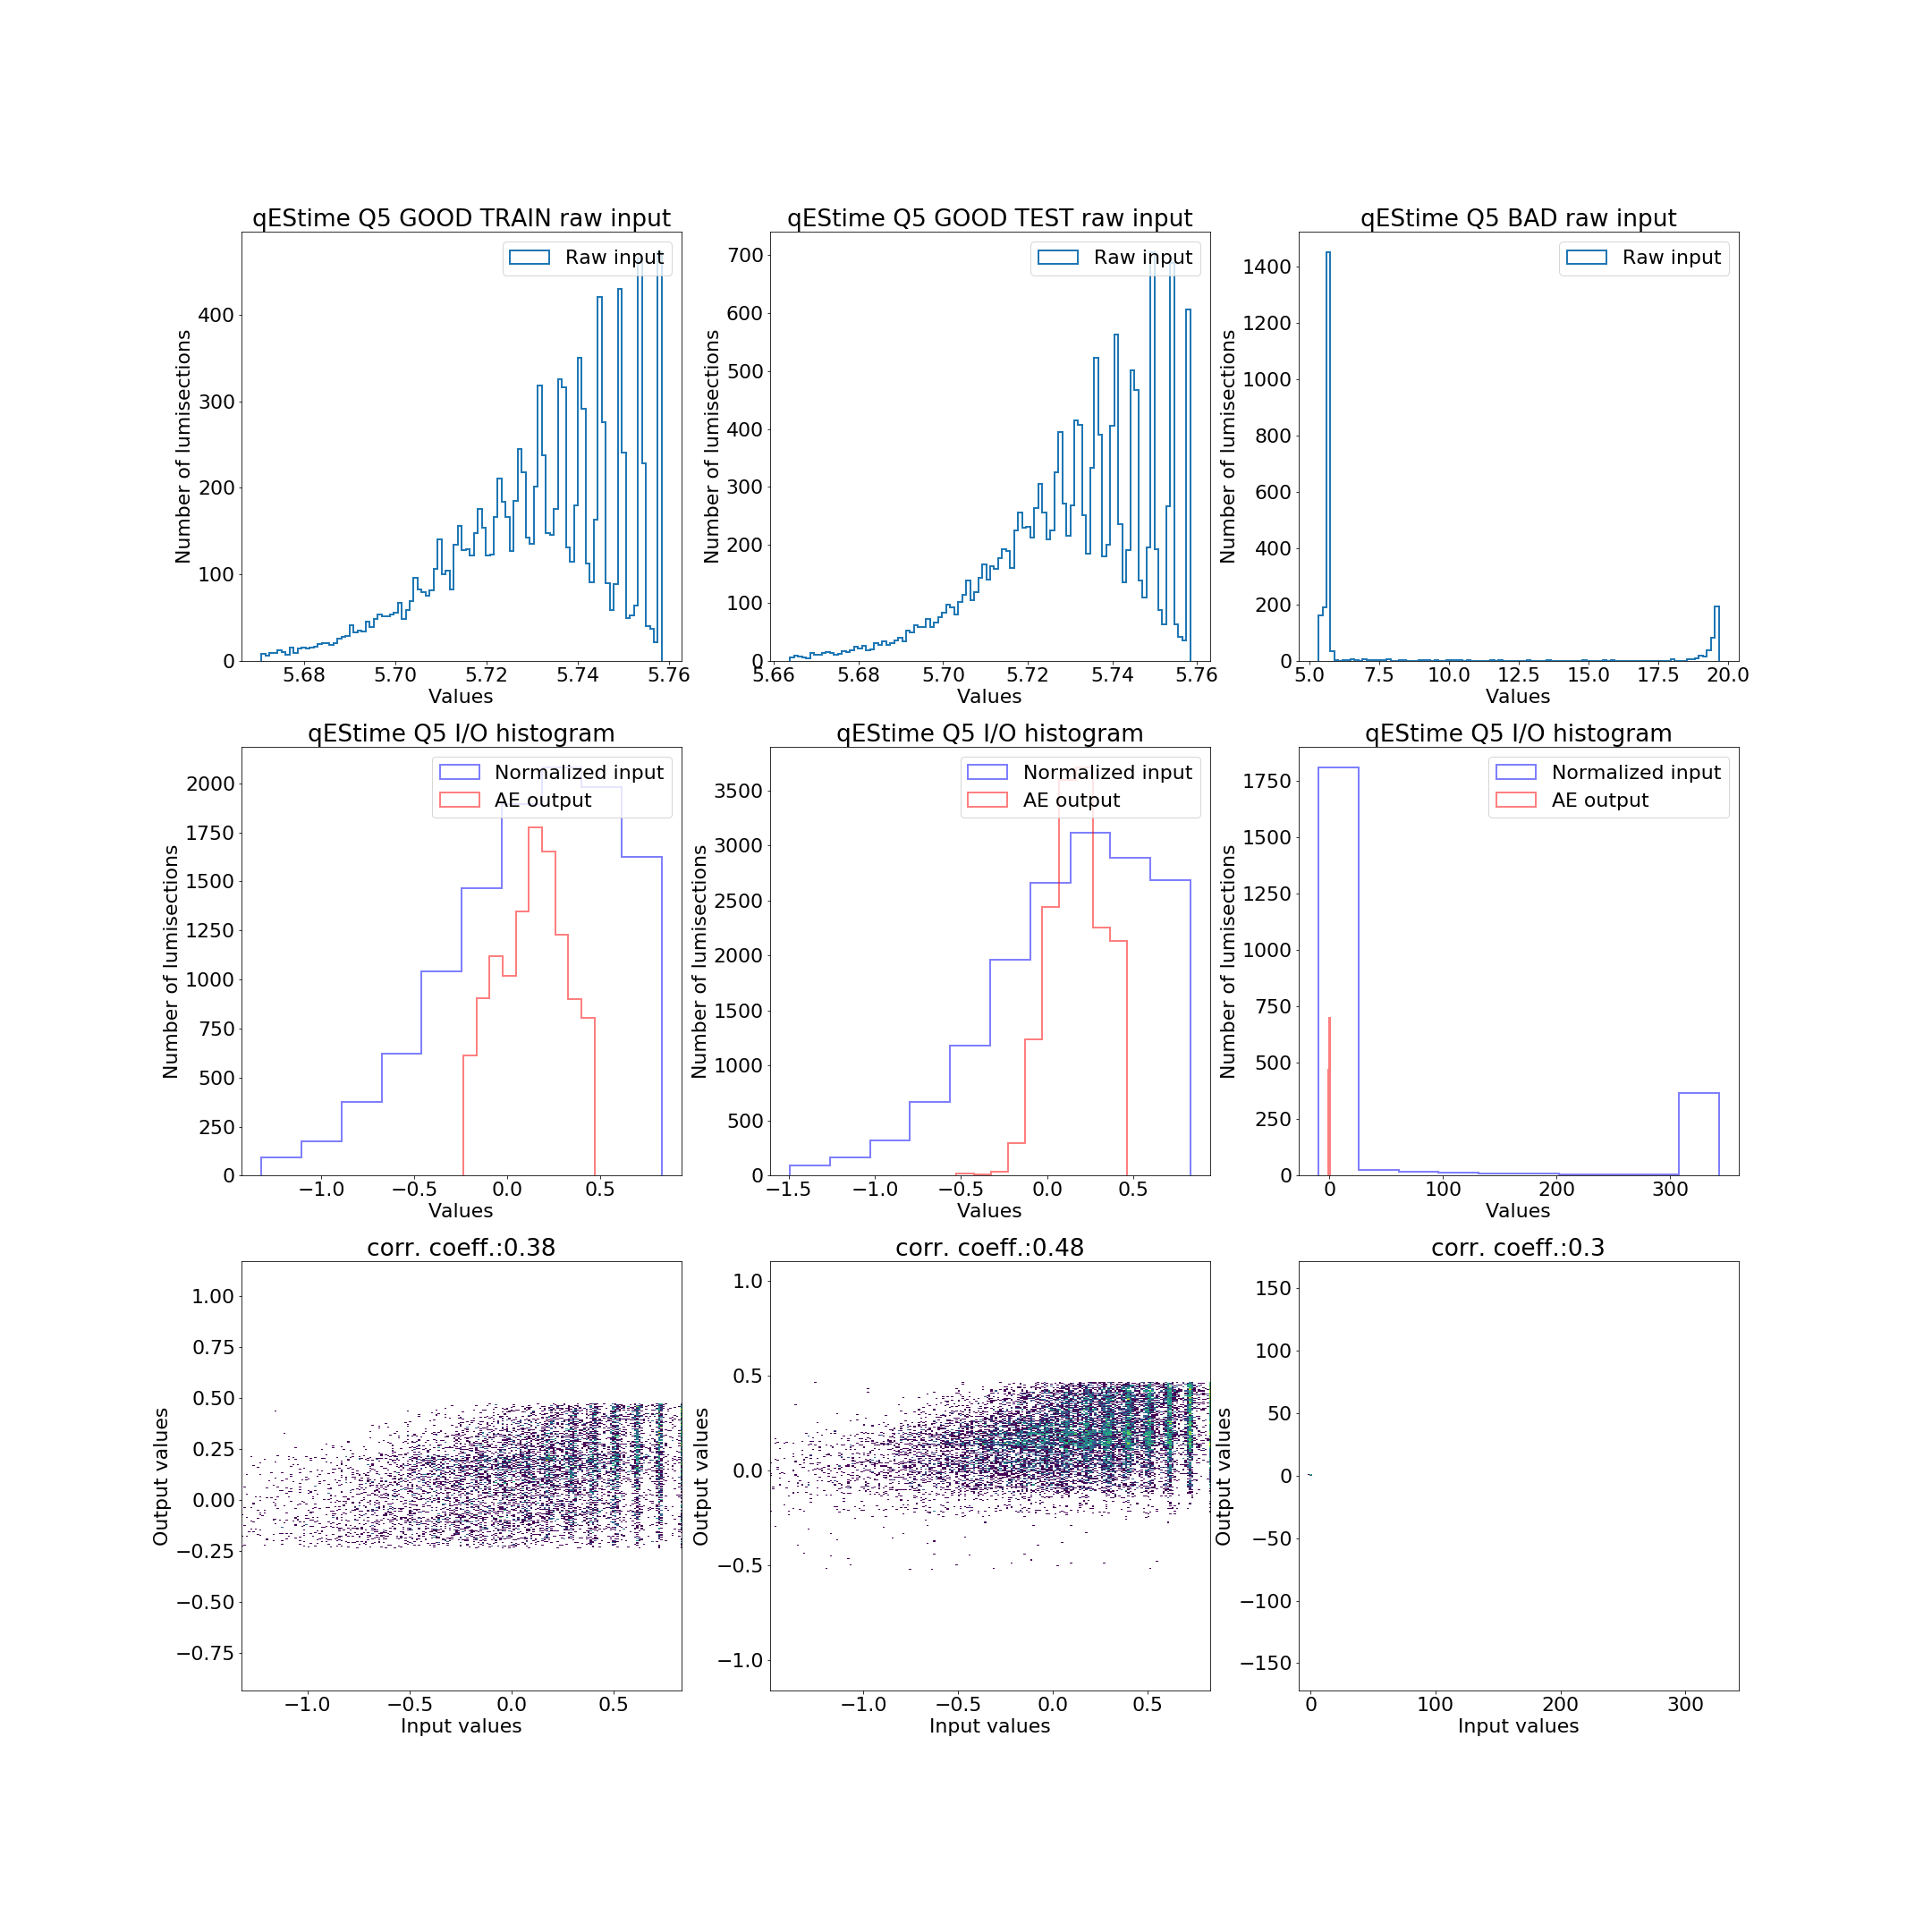 qEStime Q5 GOOD TRAIN raw input
Raw input
Number of lumisections
0
100
200
300
400
5.68 5.70 5.72 5.74 5.76
Values
qEStime Q5 GOOD TEST raw input
Raw input
Number of lumisections
0
100
200
300
400
500
600
700
5.66 5.68 5.70 5.72 5.74 5.76
Values
qEStime Q5 BAD raw input
Raw input
Number of lumisections
0
200
400
600
800
1000
1200
1400
5.0 7.5 10.0 12.5 15.0 17.5 20.0
Values
qEStime Q5 I/O histogram
Normalized input
AE output
Number of lumisections
0
250
500
750
1000
1250
1500
1750
2000
−1.0 −0.5 0.0 0.5
Values
qEStime Q5 I/O histogram
Normalized input
AE output
Number of lumisections
0
500
1000
1500
2000
2500
3000
3500
−1.5 −1.0 −0.5 0.0 0.5
Values
qEStime Q5 I/O histogram
Normalized input
AE output
Number of lumisections
0
250
500
750
1000
1250
1500
1750
0 100 200 300
Values
corr. coeff.:0.38
Output values
1.00
0.75
0.50
0.25
0.00
−0.25
−0.50
−0.75
−1.0 −0.5 0.0 0.5
Input values
corr. coeff.:0.48
Output values
1.0
0.5
0.0
−0.5
−1.0
−1.0 −0.5 0.0 0.5
Input values
corr. coeff.:0.3
Output values
150
100
50
0
−50
−100
−150
0 100 200 300
Input values